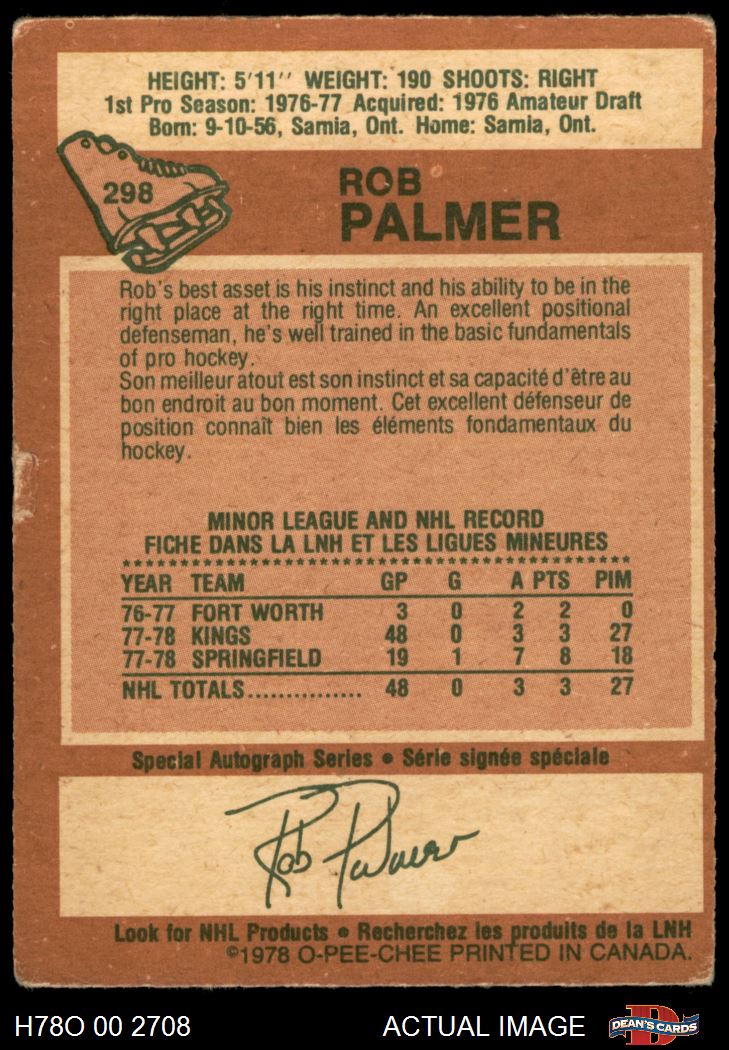 HEIGHT: 5'11'' WEIGHT: 190 SHOOTS: RIGHT
1st Pro Season: 1976-77 Acquired: 1976 Amateur Draft
Born: 9-10-56, Sarnia, Ont. Home: Sarnia, Ont.
298
ROB
PALMER
Rob's best asset is his instinct and his ability to be in the
right place at the right time. An excellent positional
defenseman, he's well trained in the basic fundamentals
of pro hockey.
Son meilleur atout est son instinct et sa capacité d'être au
bon endroit au bon moment. Cet excellent défenseur de
position connaît bien les éléments fondamentaux du
hockey.
MINOR LEAGUE AND NHL RECORD
FICHE DANS LA LNH ET LES LIGUES MINEURES
YEAR TEAM GP G A PTS PIM
76-77 FORT WORTH 3 0 2 2 0
77-78 KINGS 48 0 3 3 27
77-78 SPRINGFIELD 19 1 7 8 18
NHL TOTALS............... 48 0 3 3 27
Special Autograph Series • Série signée spéciale
Rob Palmer
Look for NHL Products • Recherchez les produits de la LNH
©1978 O-PEE-CHEE PRINTED IN CANADA.
H78O 00 2708 ACTUAL IMAGE D DEAN'S CARDS